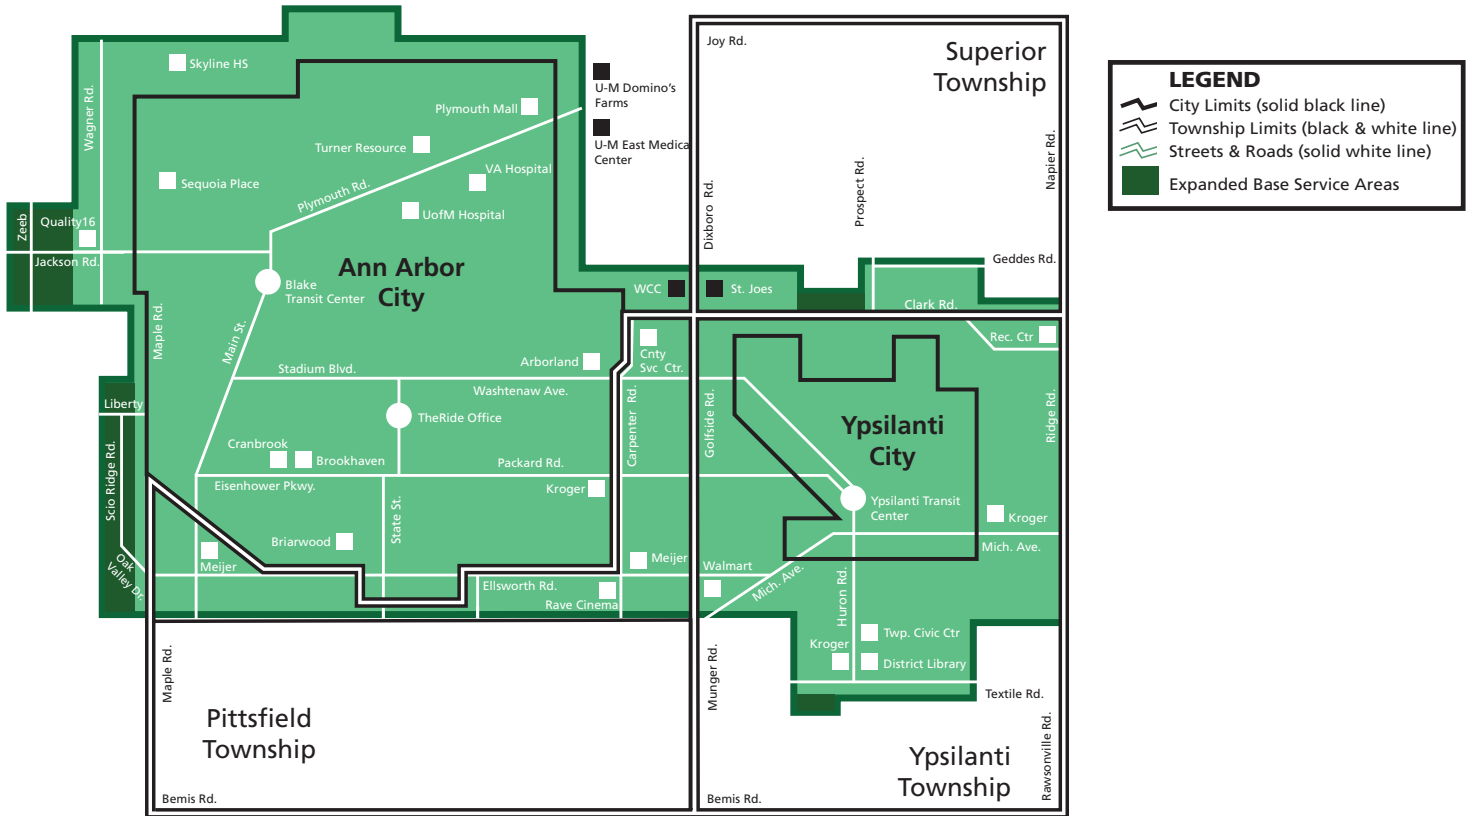 Joy Rd.
Superior
Township
LEGEND
City Limits (solid black line)
Township Limits (black & white line)
Streets & Roads (solid white line)
Expanded Base Service Areas
Skyline HS
Wagner Rd.
Plymouth Mall
U-M Domino's
Farms
U-M East Medica
Center
Turner Resource
Plymouth Rd.
VA Hospital
Sequoia Place
UofM Hospital
Dixboro Rd.
Prospect Rd.
Napier Rd.
Zeeb
Quality16
Jackson Rd.
Geddes Rd.
Ann Arbor
City
Blake
Transit Center
WCC
St. Joes
Clark Rd.
Maple Rd.
Main St.
Rec. Ctr
Cnty
Svc Ctr.
Arborland
Stadium Blvd.
Washtenaw Ave.
Carpenter Rd.
Golfside Rd.
Ridge Rd.
Liberty
TheRide Office
Ypsilanti
City
Scio Ridge Rd.
Cranbrook
Brookhaven
Packard Rd.
Eisenhower Pkwy.
Kroger
State St.
Ypsilanti Transit
Center
Kroger
Mich. Ave.
Briarwood
Oak
Valley Dr.
Meijer
Meijer
Walmart
Mich. Ave.
Ellsworth Rd.
Rave Cinema
Huron Rd.
Twp. Civic Ctr
Kroger
District Library
Maple Rd.
Munger Rd.
Textile Rd.
Rawsonville Rd.
Pittsfield
Township
Ypsilanti
Township
Bemis Rd.
Bemis Rd.